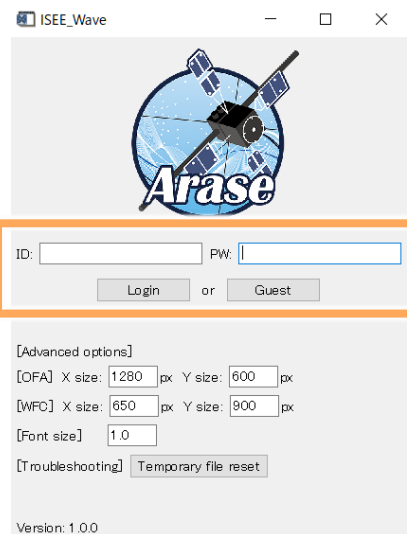 ISEE_Wave
Arase
ID: PW:
Login or Guest
[Advanced options]
[OFA] X size: 1280 px Y size: 600 px
[WFC] X size: 650 px Y size: 900 px
[Font size] 1.0
[Troubleshooting] Temporary file reset
Version: 1.0.0